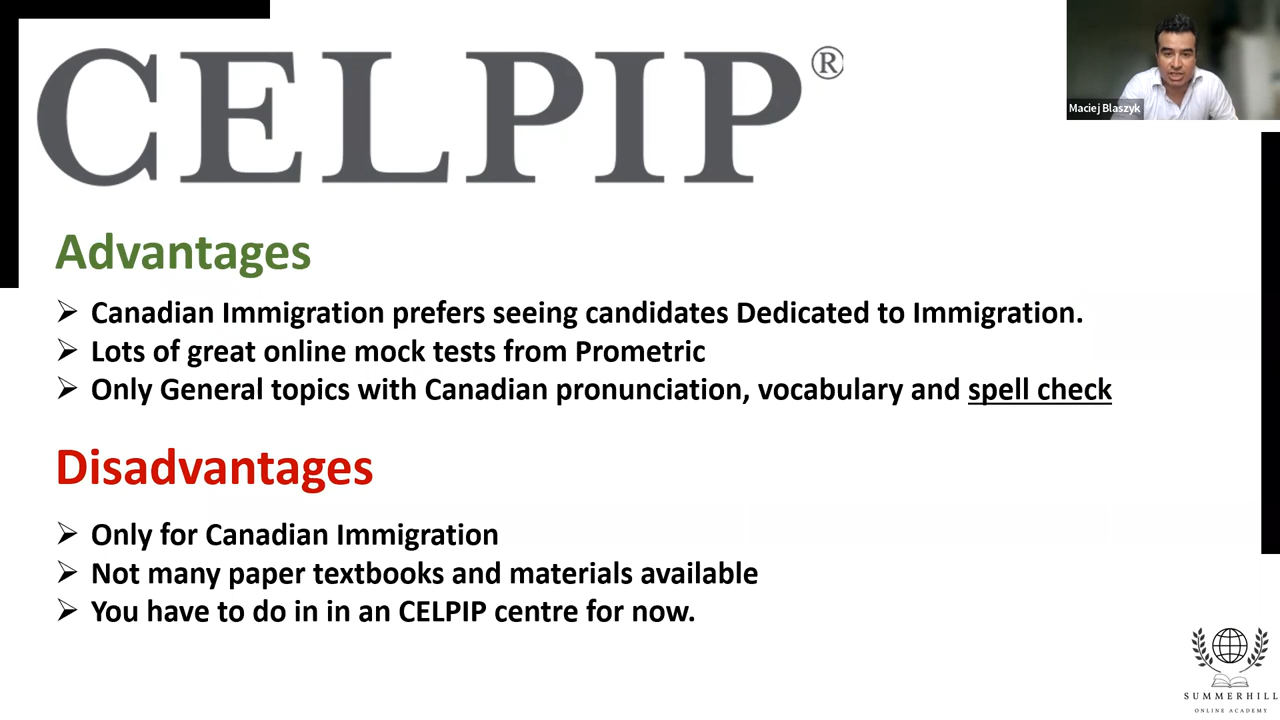 CELPIP®
Maciej Blaszyk
Advantages
➢ Canadian Immigration prefers seeing candidates Dedicated to Immigration.
➢ Lots of great online mock tests from Prometric
➢ Only General topics with Canadian pronunciation, vocabulary and spell check
Disadvantages
➢ Only for Canadian Immigration
➢ Not many paper textbooks and materials available
➢ You have to do in in an CELPIP centre for now.
SUMMERHILL
ONLINE ACADEMY